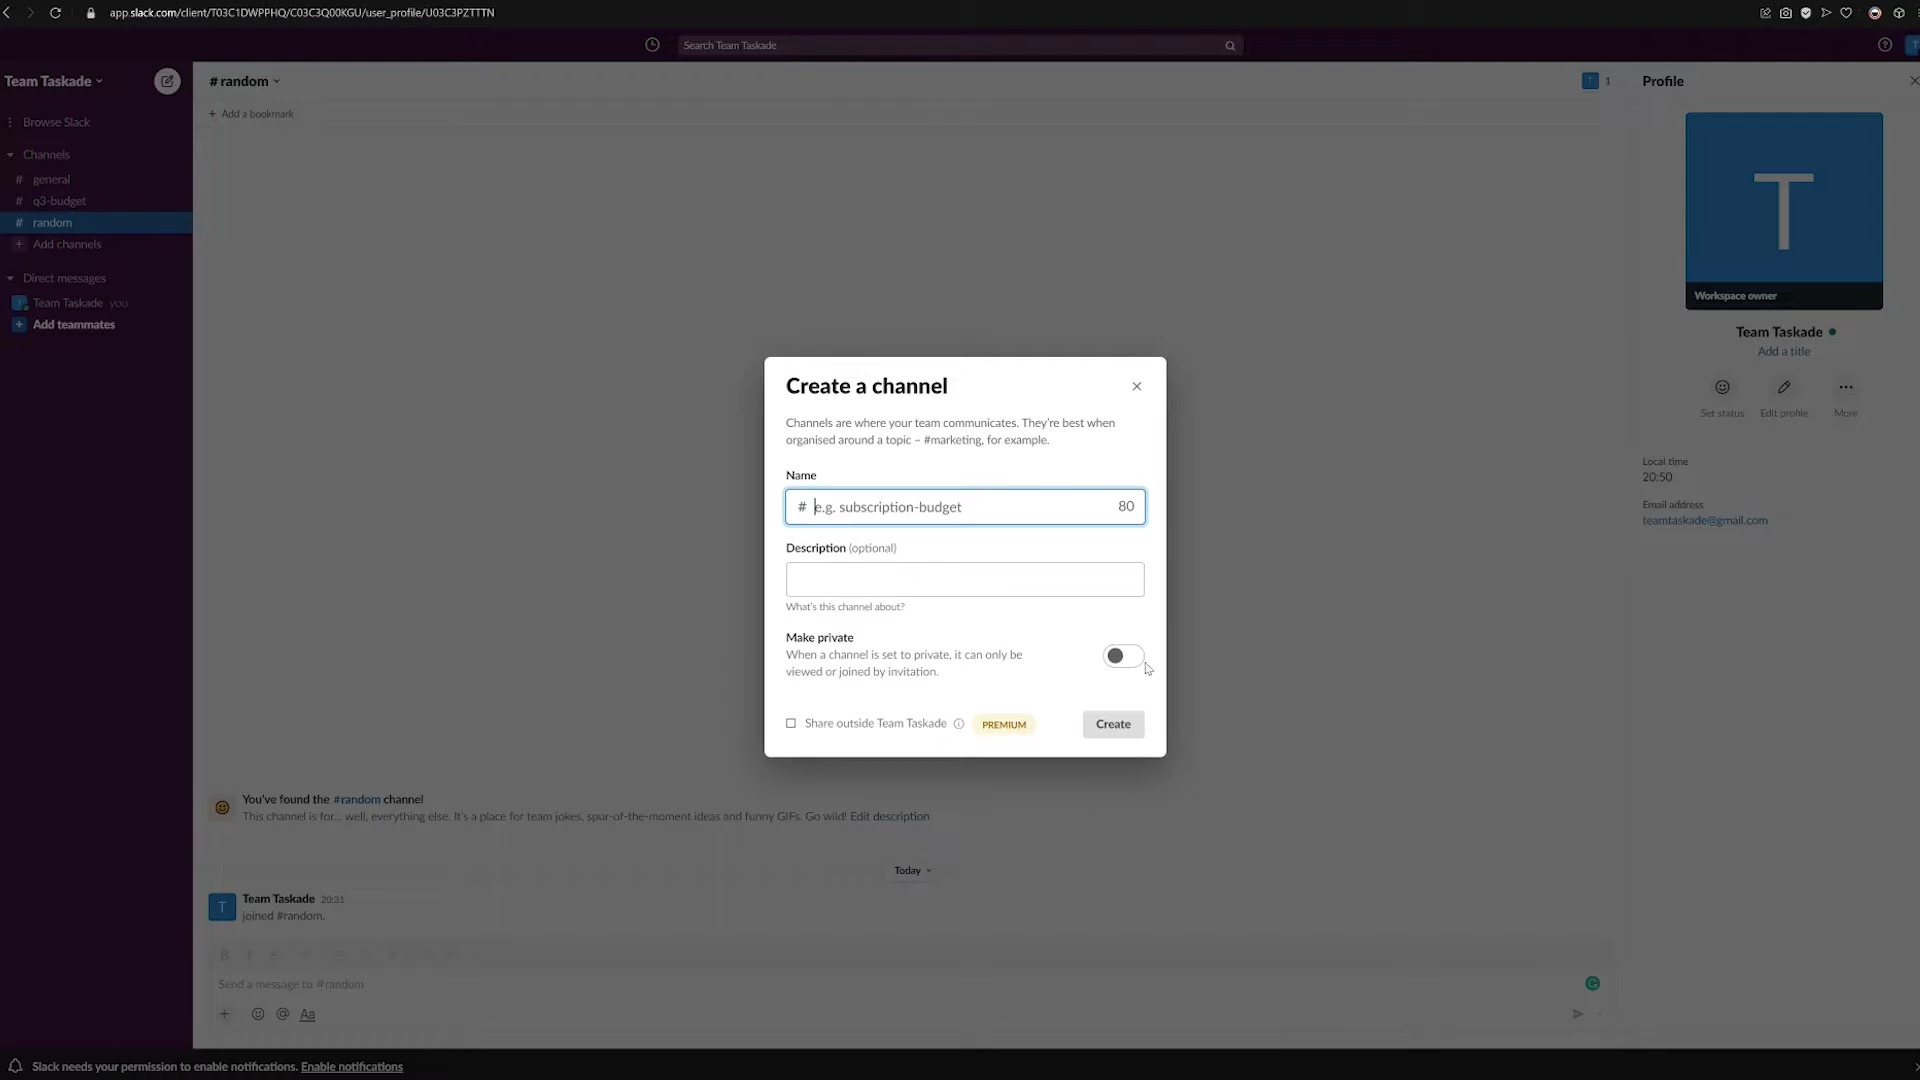 app.slack.com/client/T03C1DWPPHQ/C03C3Q00KGU/user_profile/U03C3PZTTTN
Search Team Taskade
Team Taskade
Browse Slack
Channels
# general
# q3-budget
# random
+ Add channels
Direct messages
T Team Taskade you
+ Add teammates
# random
T 1
+ Add a bookmark
Create a channel
Channels are where your team communicates. They're best when
organised around a topic – #marketing, for example.
Name
# e.g. subscription-budget 80
Description (optional)
What's this channel about?
Make private
When a channel is set to private, it can only be
viewed or joined by invitation.
Share outside Team Taskade PREMIUM Create
You've found the #random channel
This channel is for... well, everything else. It's a place for team jokes, spur-of-the-moment ideas and funny GIFs. Go wild! Edit description
Today
T
Team Taskade 20:31
joined #random.
Send a message to #random
Aa
Profile
T
Workspace owner
Team Taskade
Add a title
Set status Edit profile More
Local time
20:50
Email address
teamtaskade@gmail.com
Slack needs your permission to enable notifications. Enable notifications